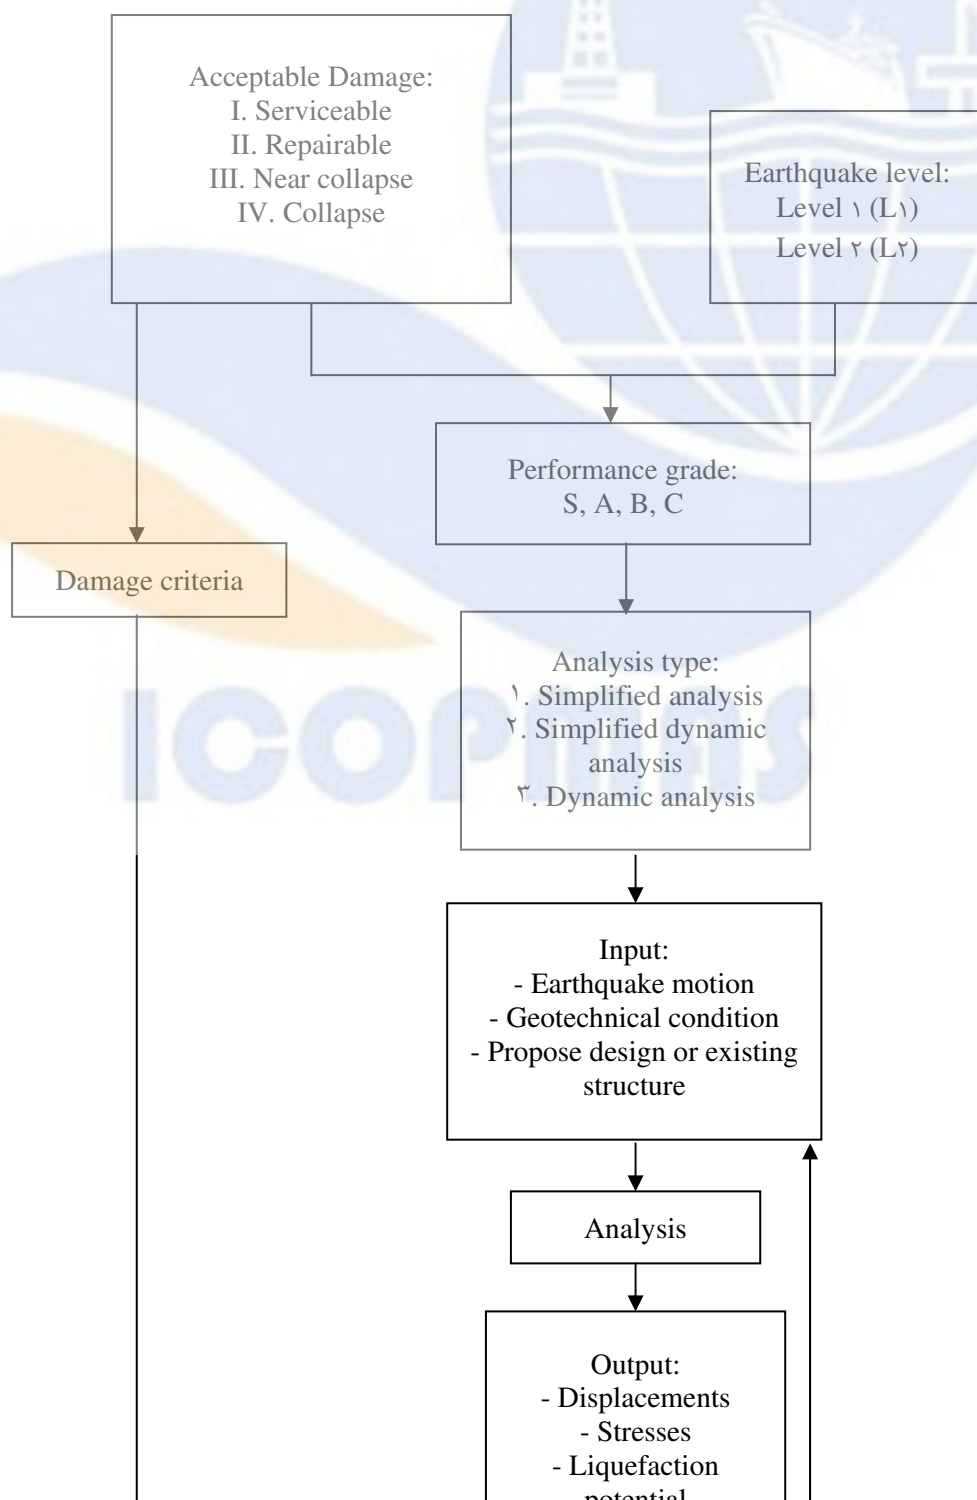 Acceptable Damage:
I. Serviceable
II. Repairable
III. Near collapse
IV. Collapse
Earthquake level:
Level ۱ (L۱)
Level ۲ (L۲)
Performance grade:
S, A, B, C
Damage criteria
Analysis type:
۱. Simplified analysis
۲. Simplified dynamic
analysis
۳. Dynamic analysis
ICOPMAS
Input:
- Earthquake motion
- Geotechnical condition
- Propose design or existing
structure
Analysis
Output:
- Displacements
- Stresses
- Liquefaction
potential